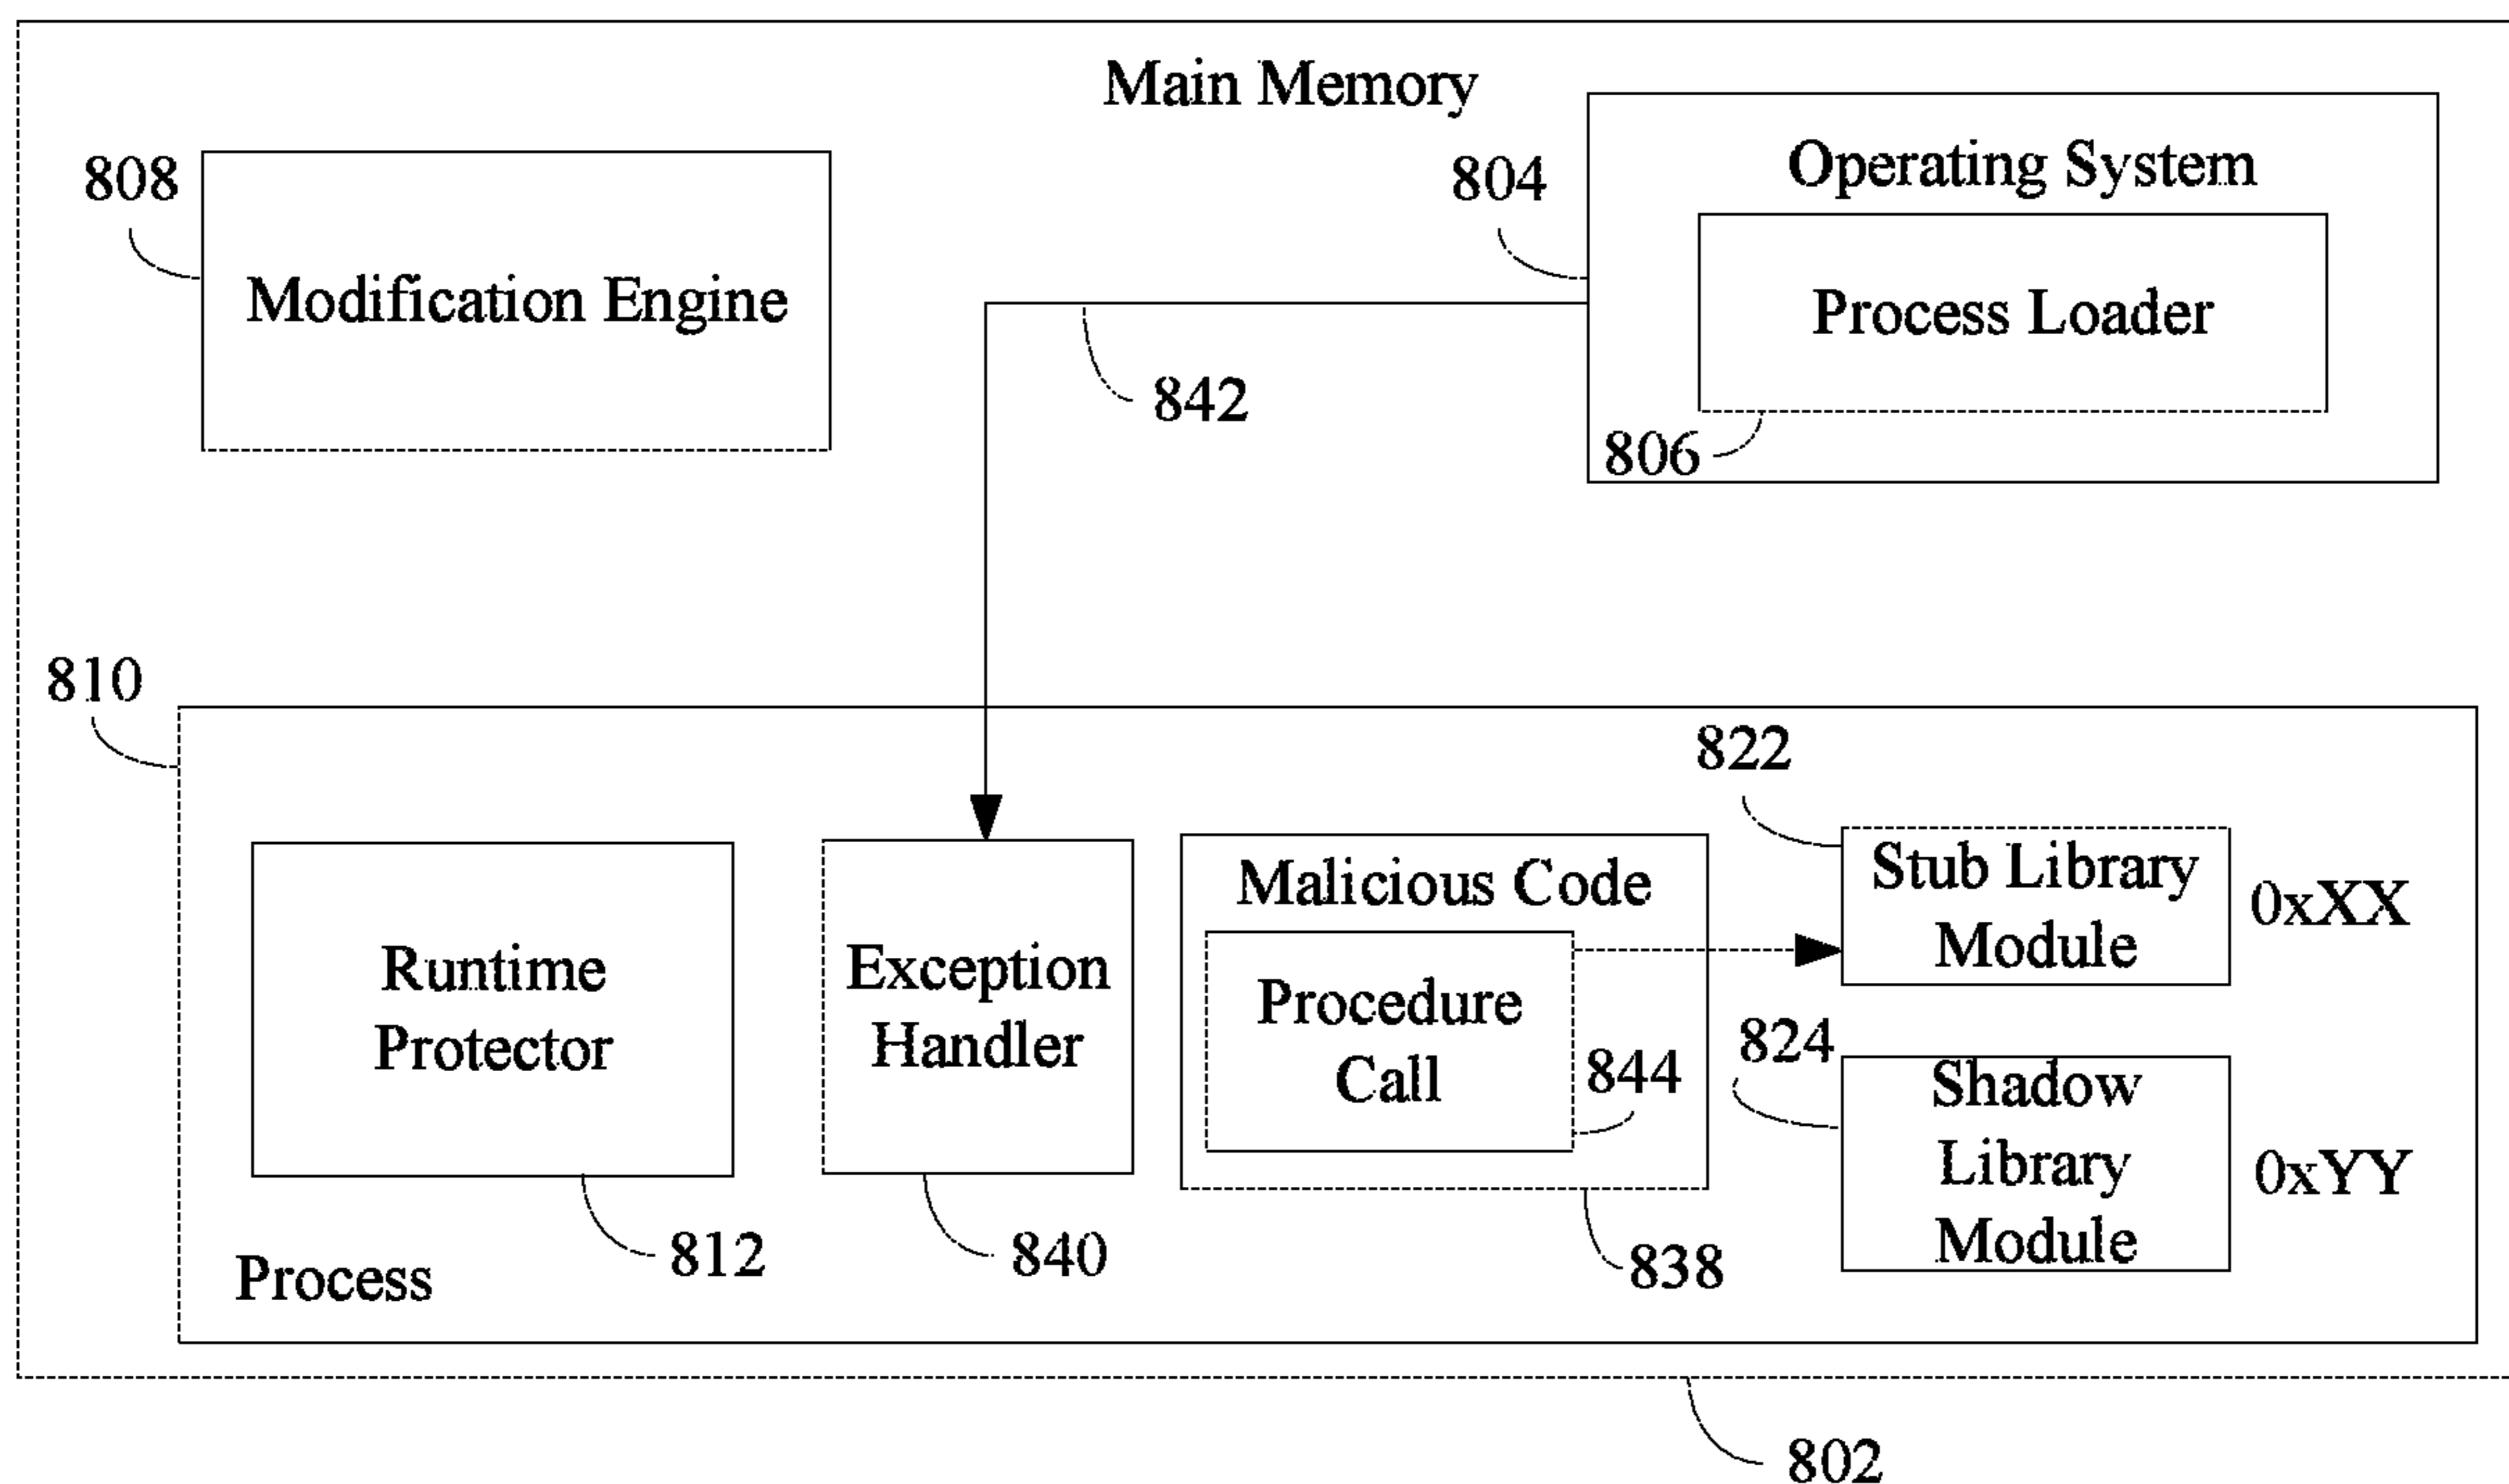 Main Memory
808
Modification Engine
804
Operating System
Process Loader
806
842
810
822
Runtime
Protector
812
Exception
Handler
840
Malicious Code
Procedure
Call
844
838
Stub Library
Module
0xXX
824
Shadow
Library
Module
0xYY
Process
802